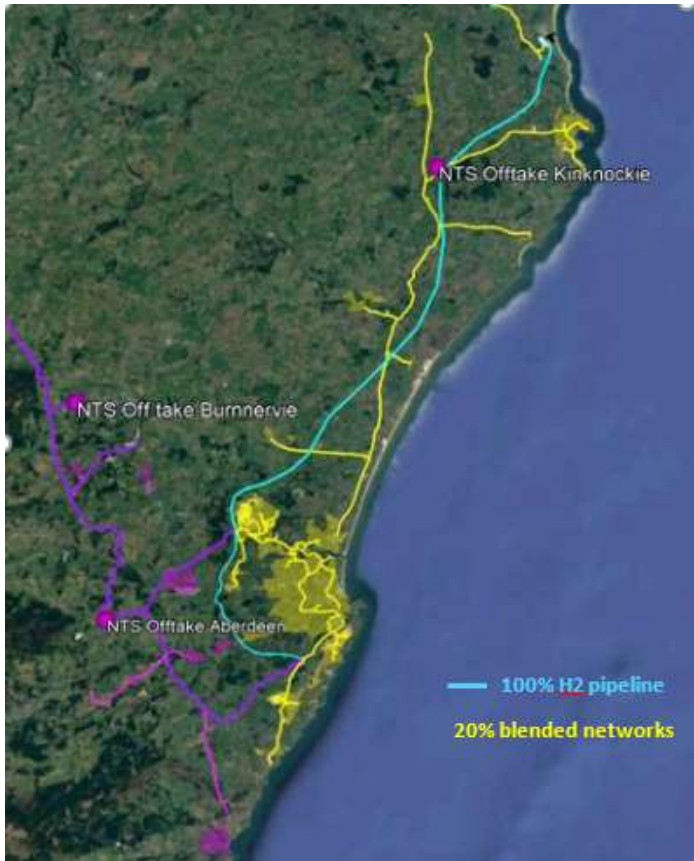 NTS Offtake Kinknockie
NTS Off take Burnnervie
NTS Offtake Aberdeen
100% H2 pipeline
20% blended networks